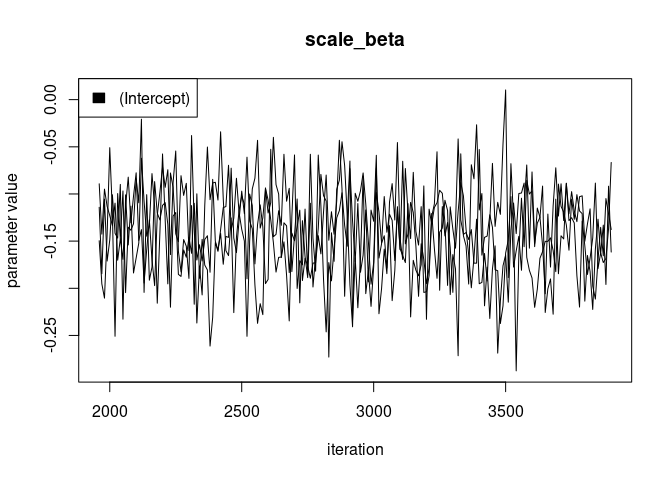 scale_beta
(Intercept)
0.00
-0.05
-0.15
-0.25
parameter value
2000 2500 3000 3500
iteration